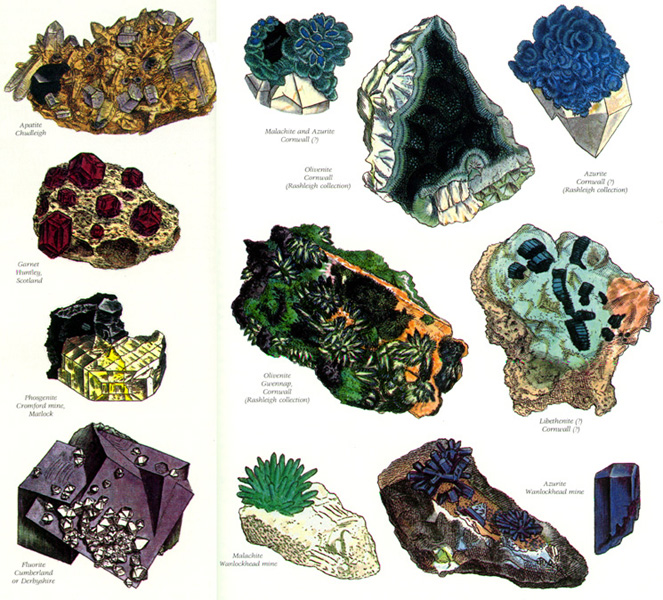 Apatite
Chudleigh
Garnet
Huntley,
Scotland
Phosgenite
Cromford mine,
Matlock
Fluorite
Cumberland
or Derbyshire
Malachite and Azurite
Cornwall (?)
Olivenite
Cornwall
(Rashleigh collection)
Azurite
Cornwall (?)
(Rashleigh collection)
Olivenite
Gwennap,
Cornwall
(Rashleigh collection)
Libethenite (?)
Cornwall (?)
Malachite
Wanlockhead mine
Azurite
Wanlockhead mine